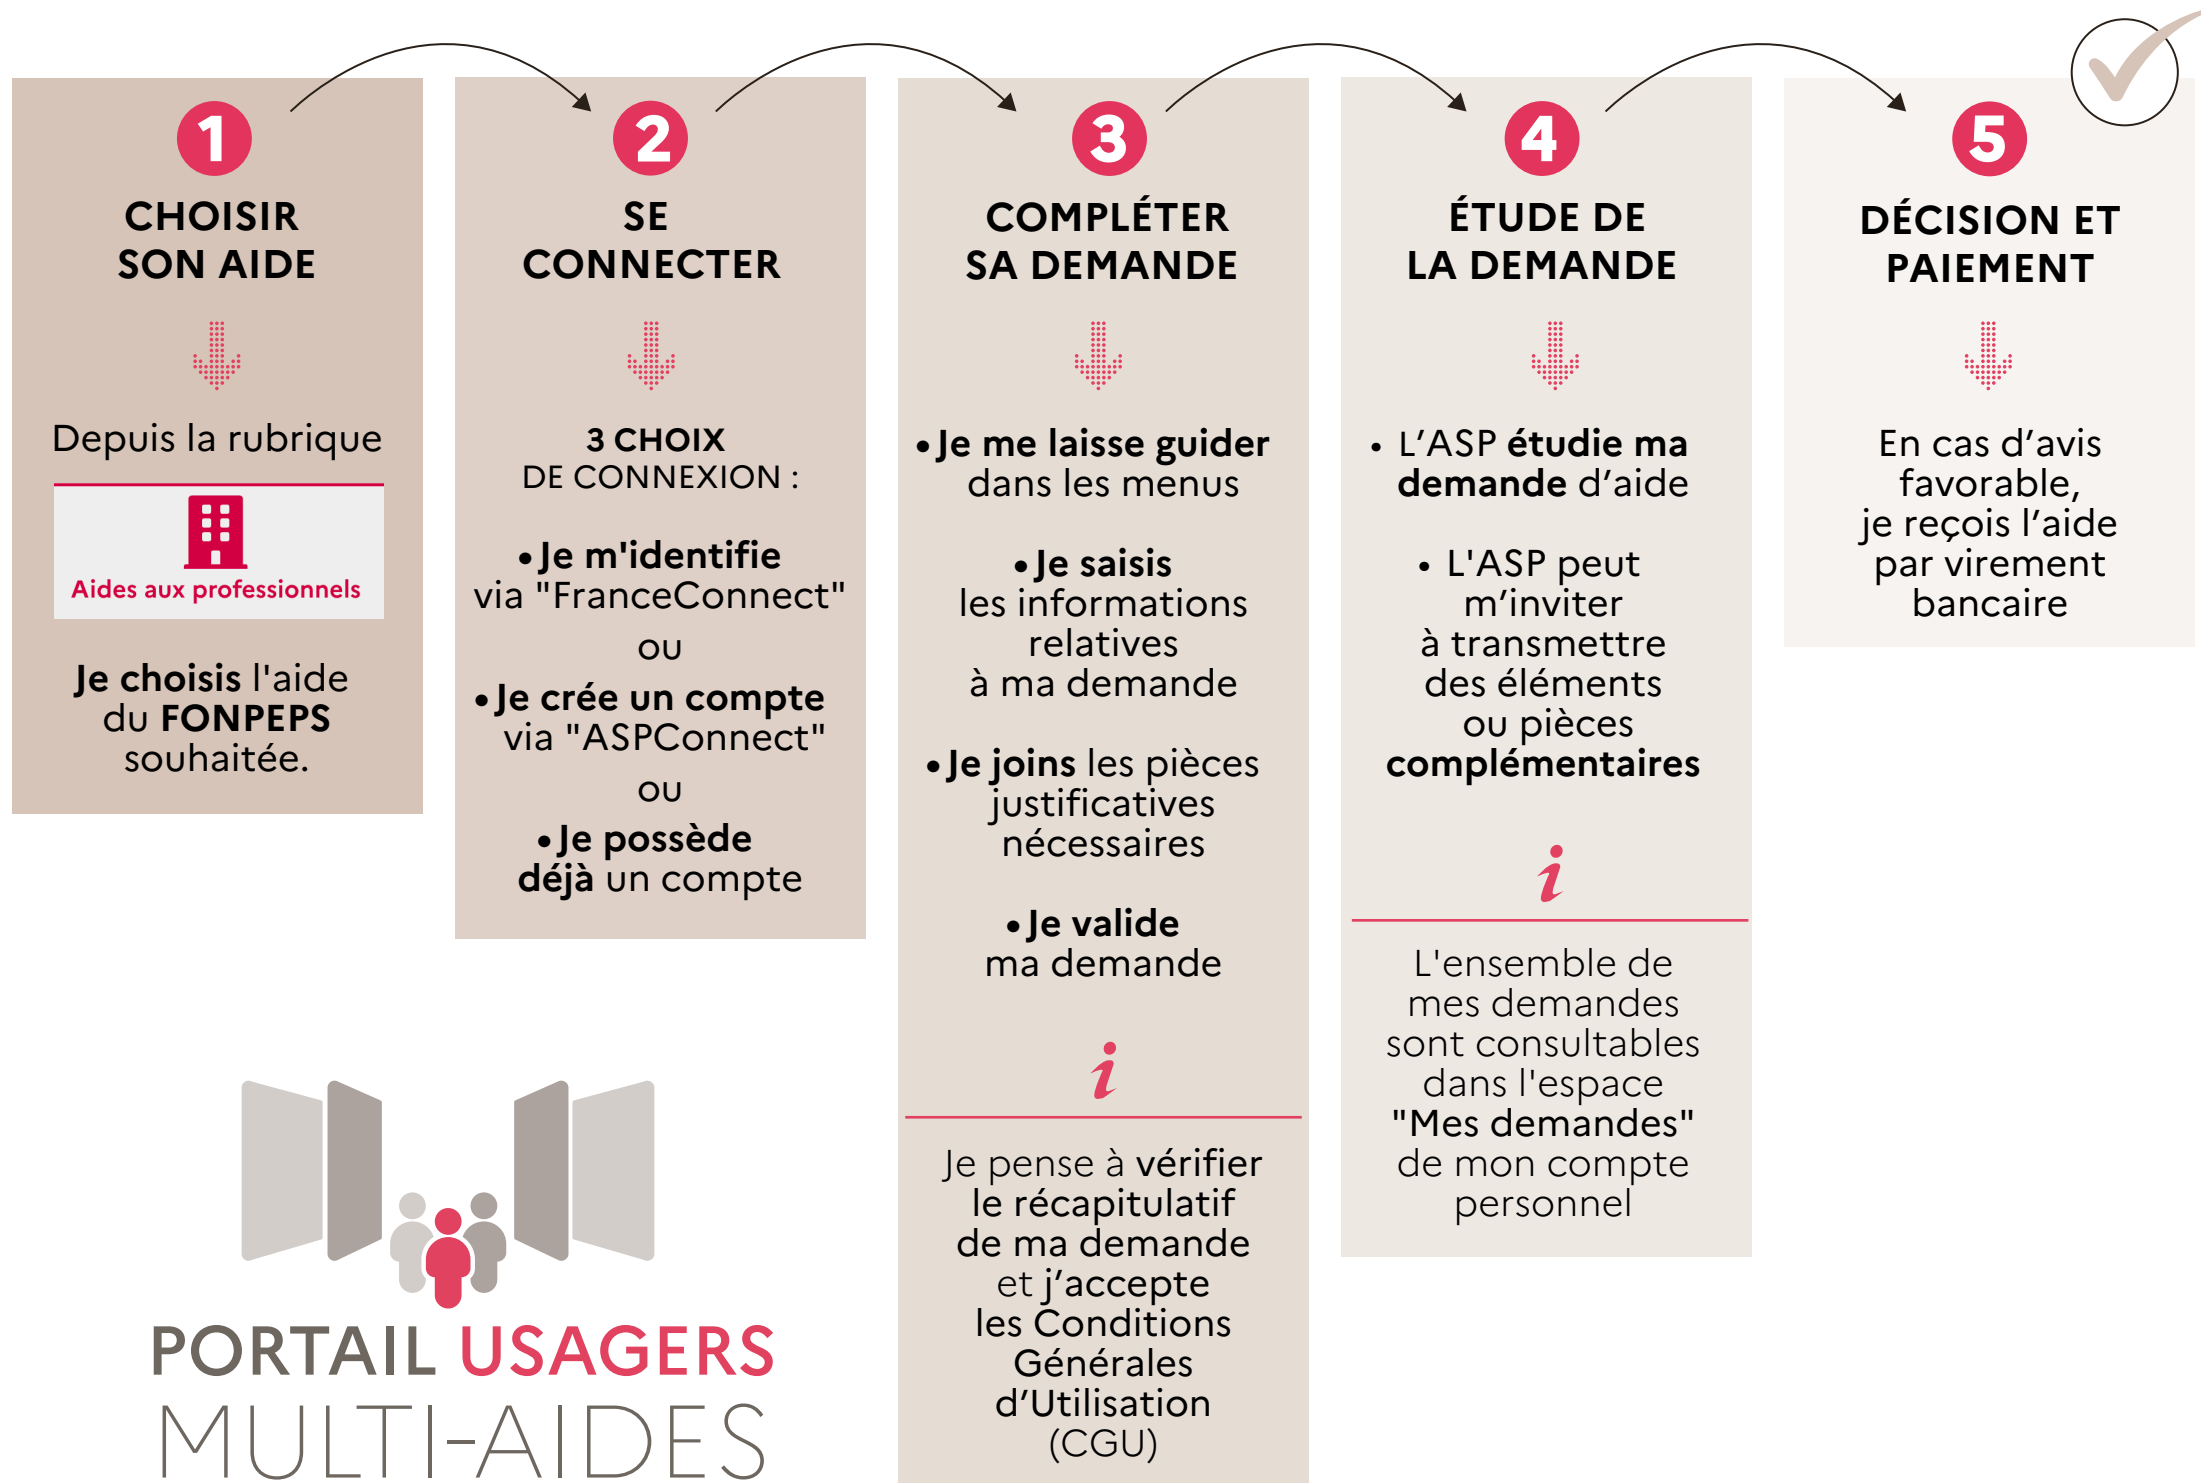 1
CHOISIR
SON AIDE
Depuis la rubrique
Aides aux professionnels
Je choisis l'aide
du FONPEPS
souhaitée.
2
SE
CONNECTER
3 CHOIX
DE CONNEXION :
• Je m'identifie
via "FranceConnect"
ou
• Je crée un compte
via "ASPConnect"
ou
• Je possède
déjà un compte
3
COMPLÉTER
SA DEMANDE
• Je me laisse guider
dans les menus
• Je saisis
les informations
relatives
à ma demande
• Je joins les pièces
justificatives
nécessaires
• Je valide
ma demande
i
Je pense à vérifier
le récapitulatif
de ma demande
et j’accepte
les Conditions
Générales
d’Utilisation
(CGU)
4
ÉTUDE DE
LA DEMANDE
• L’ASP étudie ma
demande d’aide
• L'ASP peut
m’inviter
à transmettre
des éléments
ou pièces
complémentaires
i
L'ensemble de
mes demandes
sont consultables
dans l'espace
"Mes demandes"
de mon compte
personnel
5
DÉCISION ET
PAIEMENT
En cas d’avis
favorable,
je reçois l’aide
par virement
bancaire
PORTAIL USAGERS
MULTI-AIDES